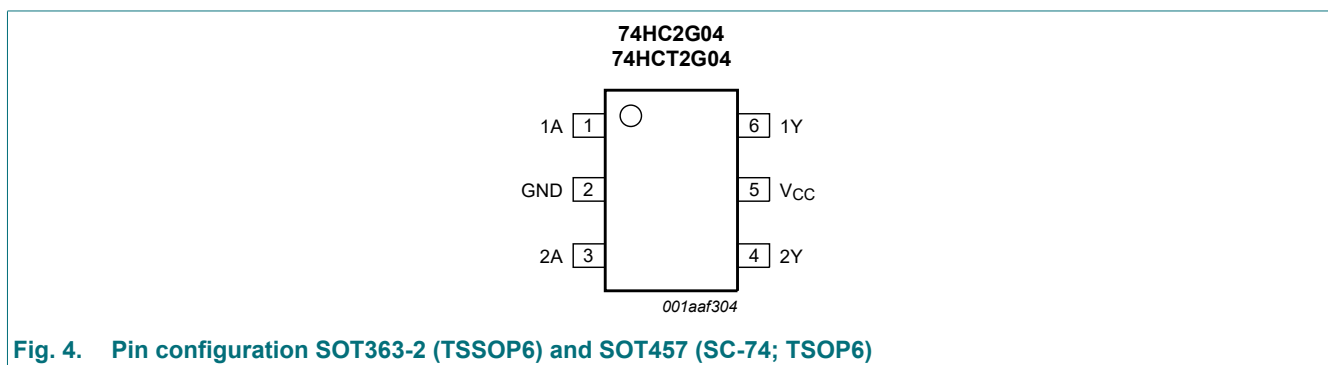 74HC2G04
74HCT2G04
1A 1 6 1Y
GND 2 5 VCC
2A 3 4 2Y
001aaf304
Fig. 4. Pin configuration SOT363-2 (TSSOP6) and SOT457 (SC-74; TSOP6)